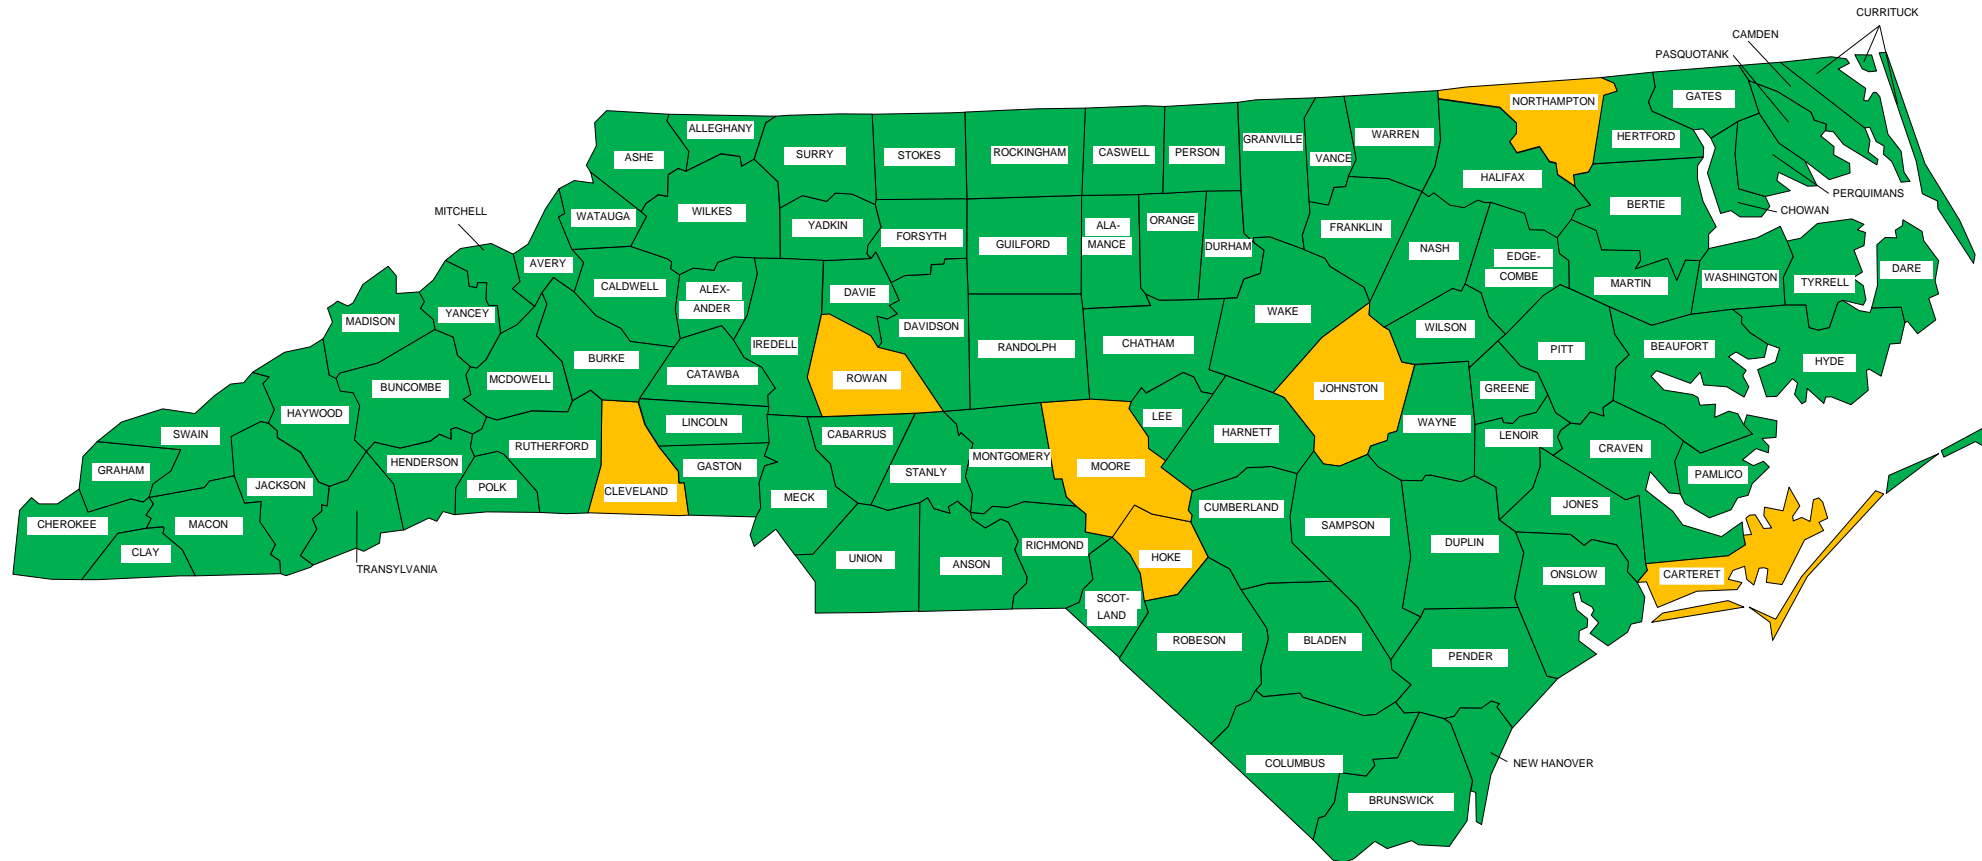 CURRITUCK
CAMDEN
PASQUOTANK
NORTHAMPTON
GATES
ALLEGHANY
HERTFORD
GRANVILLE
WARREN
ASHE
SURRY
STOKES
ROCKINGHAM
CASWELL
PERSON
VANCE
HALIFAX
PERQUIMANS
MITCHELL
WATAUGA
WILKES
YADKIN
FORSYTH
GUILFORD
ALA-
MANCE
ORANGE
DURHAM
FRANKLIN
NASH
EDGE-
COMBE
BERTIE
CHOWAN
AVERY
CALDWELL
ALEX-
ANDER
DAVIE
MARTIN
WASHINGTON
TYRRELL
DARE
MADISON
YANCEY
IREDELL
DAVIDSON
RANDOLPH
CHATHAM
WAKE
WILSON
PITT
BEAUFORT
HYDE
BUNCOMBE
MCDOWELL
BURKE
CATAWBA
ROWAN
JOHNSTON
GREENE
HAYWOOD
SWAIN
RUTHERFORD
LINCOLN
CABARRUS
LEE
HARNETT
WAYNE
LENOIR
CRAVEN
GRAHAM
HENDERSON
GASTON
STANLY
MONTGOMERY
MOORE
PAMLICO
JACKSON
POLK
CLEVELAND
MECK
CUMBERLAND
JONES
CHEROKEE
MACON
SAMPSON
CLAY
UNION
ANSON
RICHMOND
HOKE
DUPLIN
ONSLOW
CARTERET
TRANSYLVANIA
SCOT-
LAND
ROBESON
BLADEN
PENDER
COLUMBUS
NEW HANOVER
BRUNSWICK